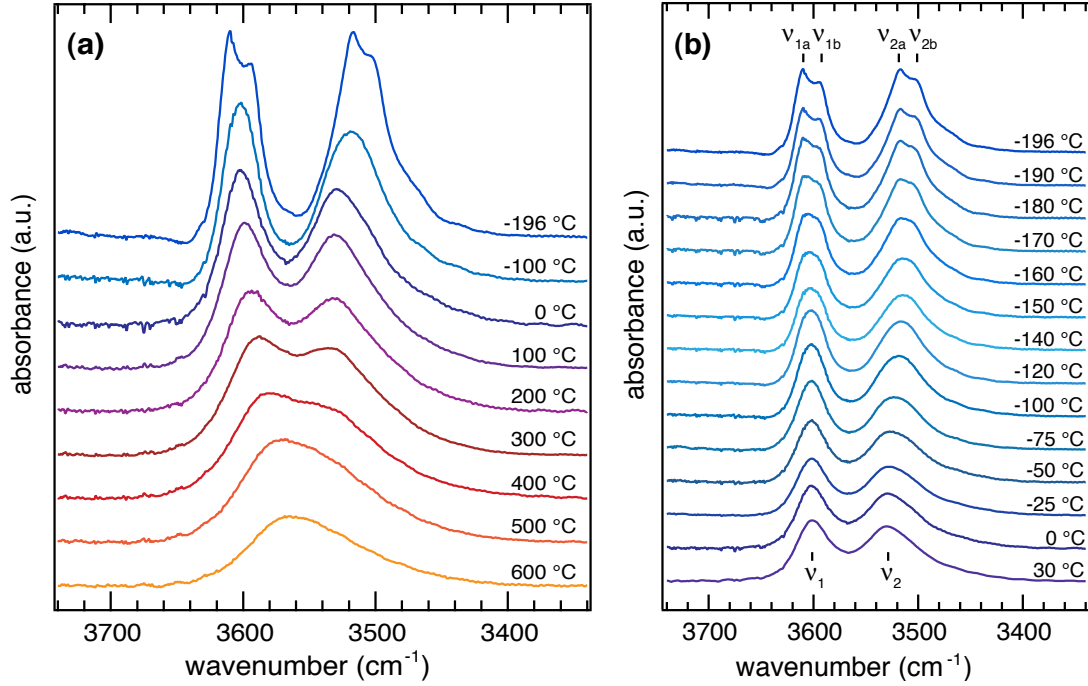 (a)
absorbance (a.u.)
-196 °C
-100 °C
0 °C
100 °C
200 °C
300 °C
400 °C
500 °C
600 °C
3700 3600 3500 3400
wavenumber (cm⁻¹)
(b)
ν1a ν1b ν2a ν2b
absorbance (a.u.)
-196 °C
-190 °C
-180 °C
-170 °C
-160 °C
-150 °C
-140 °C
-120 °C
-100 °C
-75 °C
-50 °C
-25 °C
0 °C
30 °C
ν1 ν2
3700 3600 3500 3400
wavenumber (cm⁻¹)